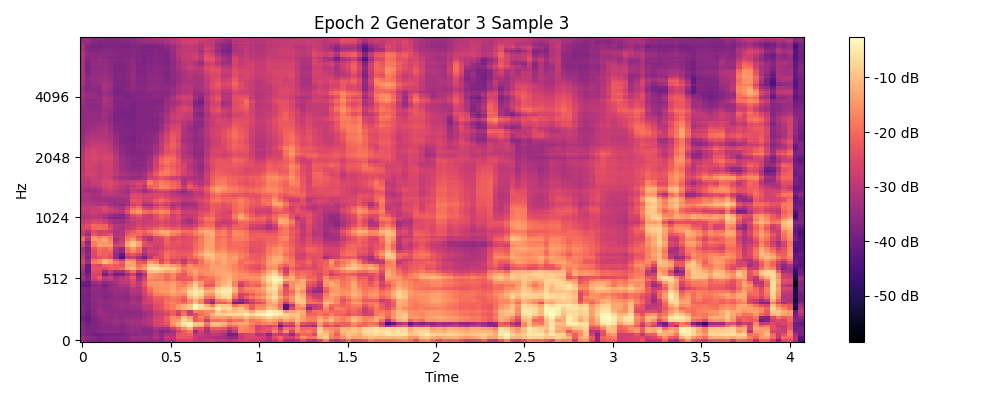 Epoch 2 Generator 3 Sample 3
Hz
4096
2048
1024
512
0
0 0.5 1 1.5 2 2.5 3 3.5 4
Time
-10 dB
-20 dB
-30 dB
-40 dB
-50 dB